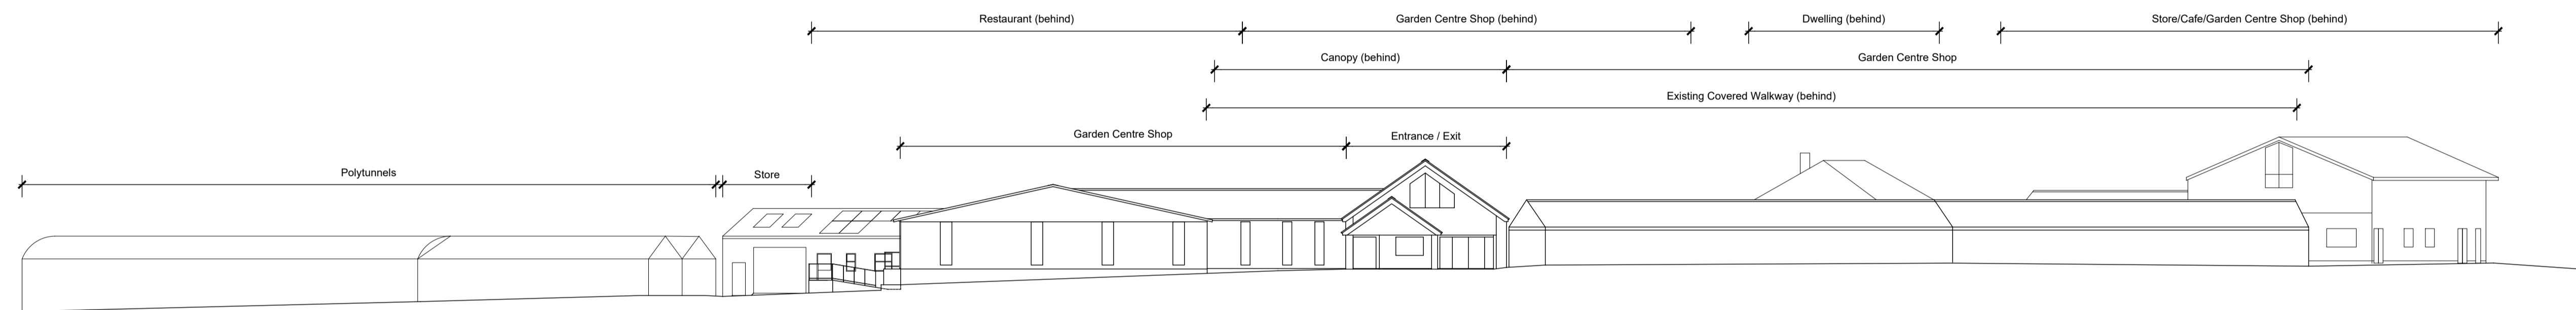 Restaurant (behind)
Garden Centre Shop (behind)
Dwelling (behind)
Store/Cafe/Garden Centre Shop (behind)
Canopy (behind)
Garden Centre Shop
Existing Covered Walkway (behind)
Garden Centre Shop
Entrance / Exit
Polytunnels
Store